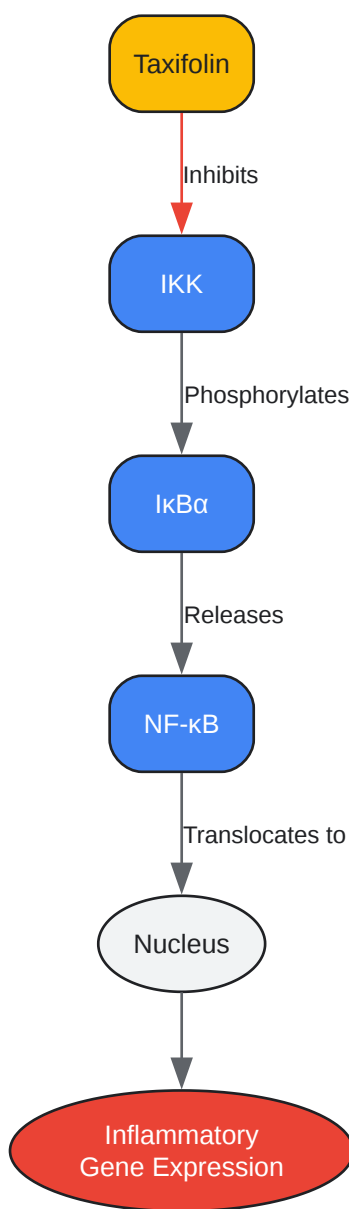 Taxifolin
Inhibits
IKK
Phosphorylates
IκBα
Releases
NF-κB
Translocates to
Nucleus
Inflammatory
Gene Expression